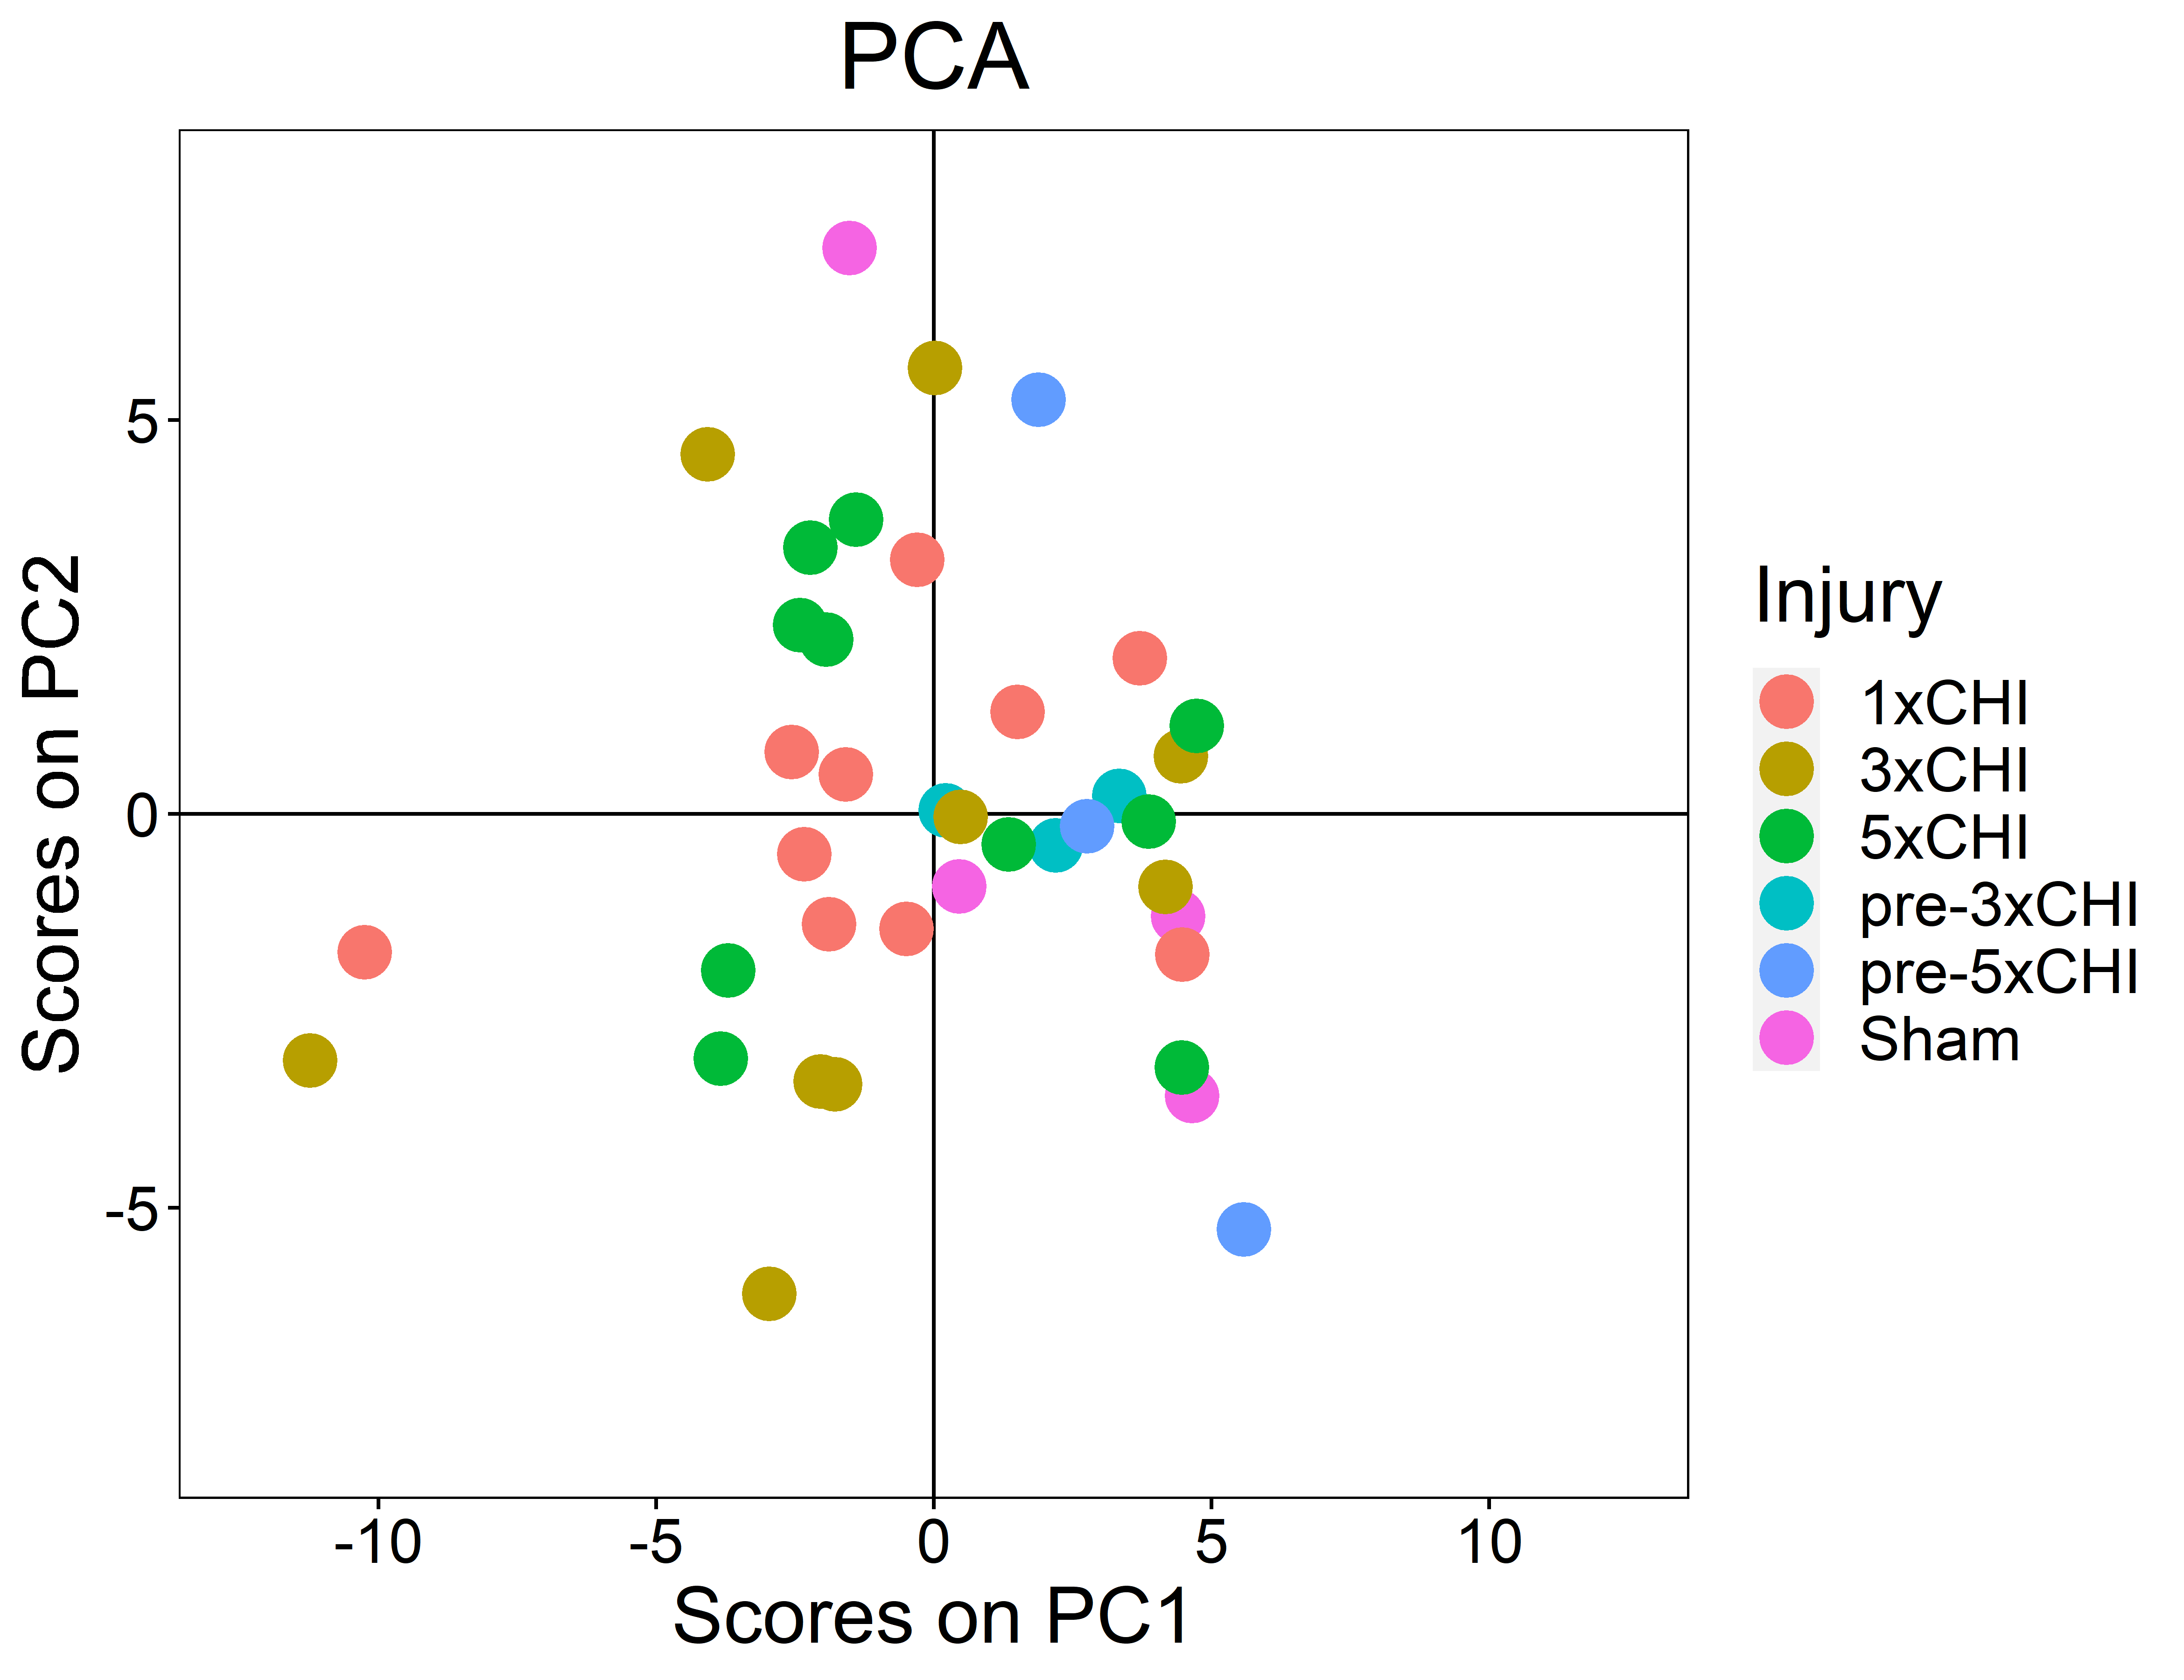 PCA
Scores on PC2
5
0
-5
-10
-5
0
5
10
Scores on PC1
Injury
1xCHI
3xCHI
5xCHI
pre-3xCHI
pre-5xCHI
Sham